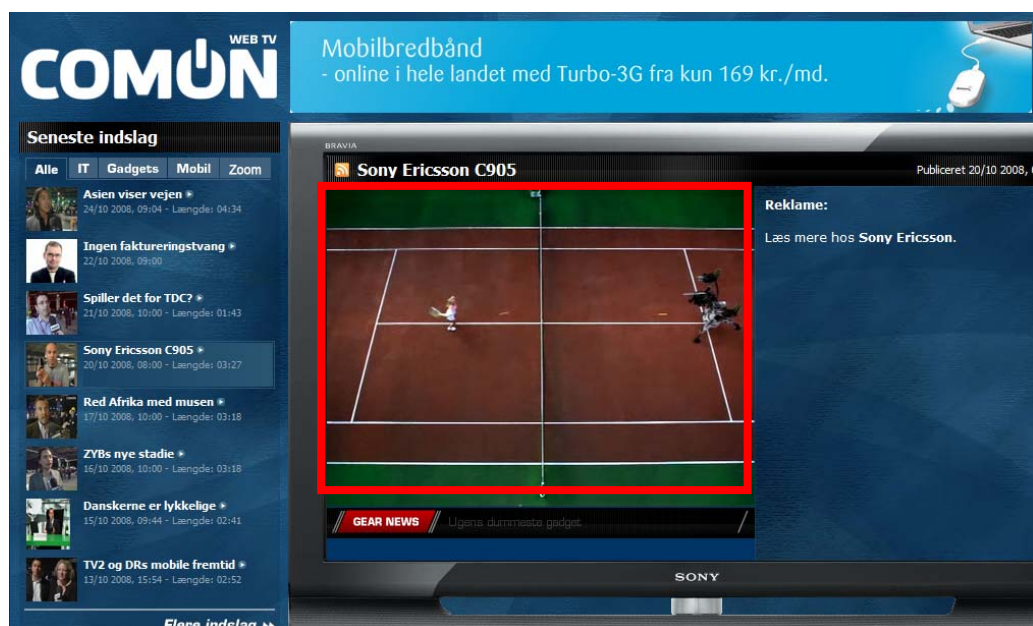 WEB TV
COMON
Mobilbredbånd
- online i hele landet med Turbo-3G fra kun 169 kr./md.
Seneste indslag
Alle IT Gadgets Mobil Zoom
Asien viser vejen
24/10 2008, 09:04 - Længde: 04:34
Ingen faktureringstvang
22/10 2008, 09:00
Spiller det for TDC?
21/10 2008, 10:00 - Længde: 01:43
Sony Ericsson C905
20/10 2008, 08:00 - Længde: 03:27
Red Afrika med musen
17/10 2008, 10:00 - Længde: 03:18
ZYBs nye stadie
16/10 2008, 10:00 - Længde: 03:18
Danskerne er lykkelige
15/10 2008, 09:44 - Længde: 02:41
TV2 og DRs mobile fremtid
13/10 2008, 15:54 - Længde: 02:52
Flere indslag
BRAVIA
Sony Ericsson C905
Publiceret 20/10 2008,
Reklame:
Læs mere hos Sony Ericsson.
GEAR NEWS Ugens dummeste gadget
SONY